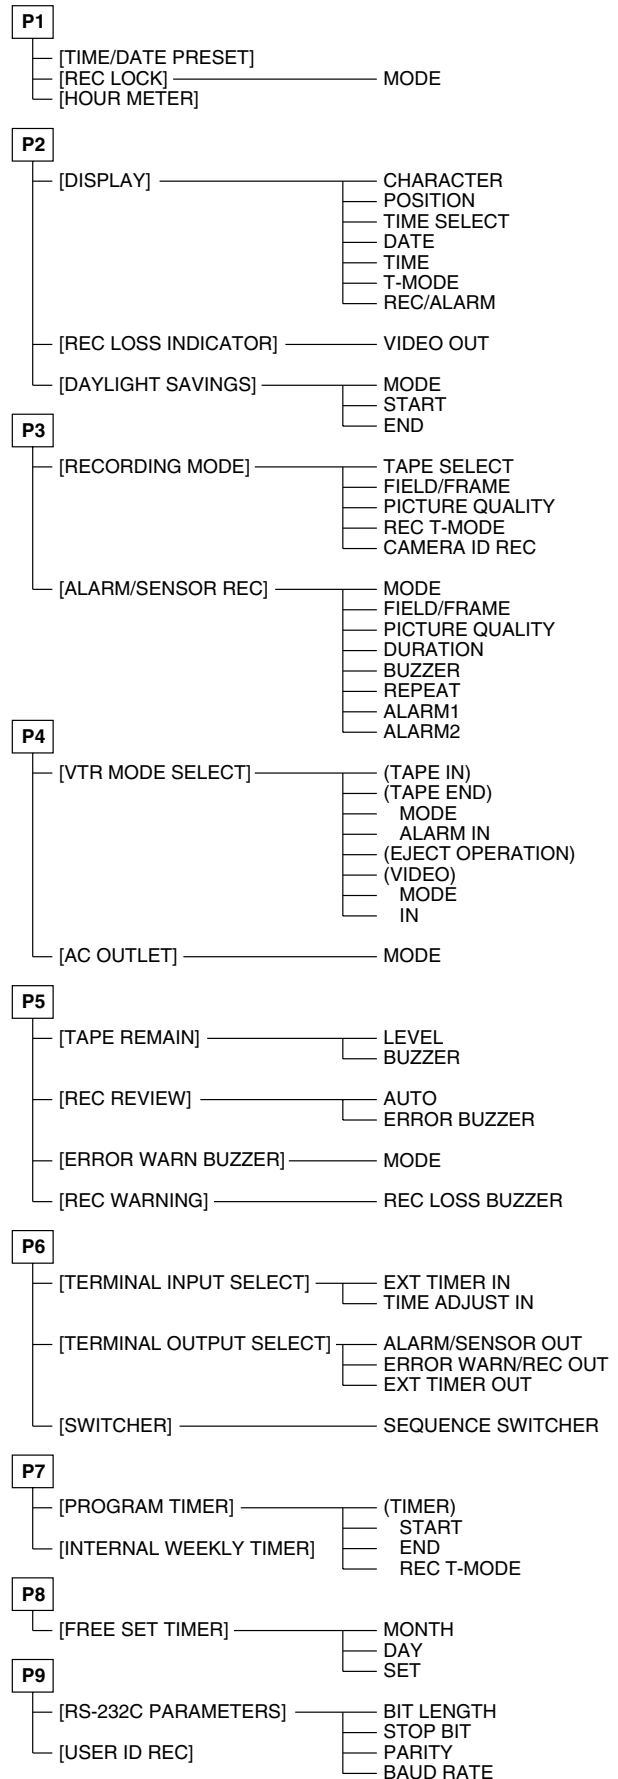 P1
[TIME/DATE PRESET]
[REC LOCK] MODE
[HOUR METER]
P2
[DISPLAY] CHARACTER
POSITION
TIME SELECT
DATE
TIME
T-MODE
REC/ALARM
[REC LOSS INDICATOR] VIDEO OUT
[DAYLIGHT SAVINGS] MODE
START
END
P3
[RECORDING MODE] TAPE SELECT
FIELD/FRAME
PICTURE QUALITY
REC T-MODE
CAMERA ID REC
[ALARM/SENSOR REC] MODE
FIELD/FRAME
PICTURE QUALITY
DURATION
BUZZER
REPEAT
ALARM1
ALARM2
P4
[VTR MODE SELECT] (TAPE IN)
(TAPE END)
MODE
ALARM IN
(EJECT OPERATION)
(VIDEO)
MODE
IN
[AC OUTLET] MODE
P5
[TAPE REMAIN] LEVEL
BUZZER
[REC REVIEW] AUTO
ERROR BUZZER
[ERROR WARN BUZZER] MODE
[REC WARNING] REC LOSS BUZZER
P6
[TERMINAL INPUT SELECT] EXT TIMER IN
TIME ADJUST IN
[TERMINAL OUTPUT SELECT] ALARM/SENSOR OUT
ERROR WARN/REC OUT
EXT TIMER OUT
[SWITCHER] SEQUENCE SWITCHER
P7
[PROGRAM TIMER] (TIMER)
START
[INTERNAL WEEKLY TIMER] END
REC T-MODE
P8
[FREE SET TIMER] MONTH
DAY
SET
P9
[RS-232C PARAMETERS] BIT LENGTH
STOP BIT
[USER ID REC] PARITY
BAUD RATE